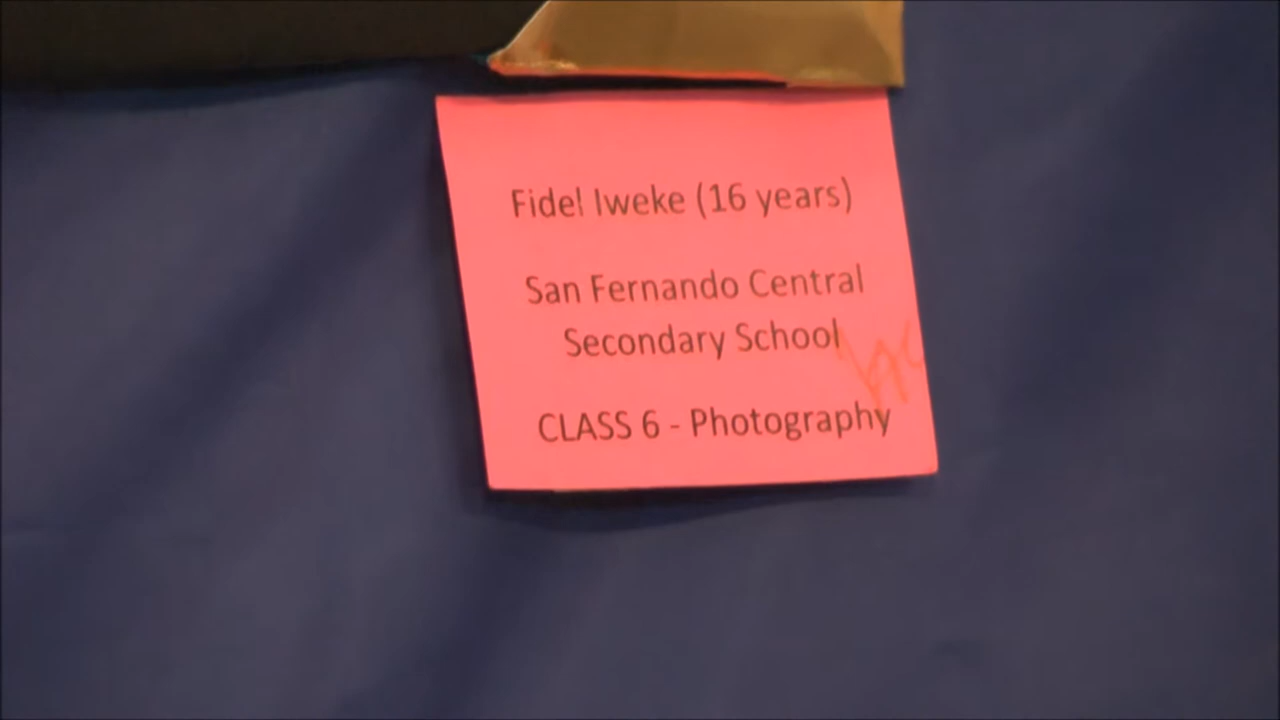 Fidel Iweke (16 years)
San Fernando Central
Secondary School
CLASS 6 - Photography